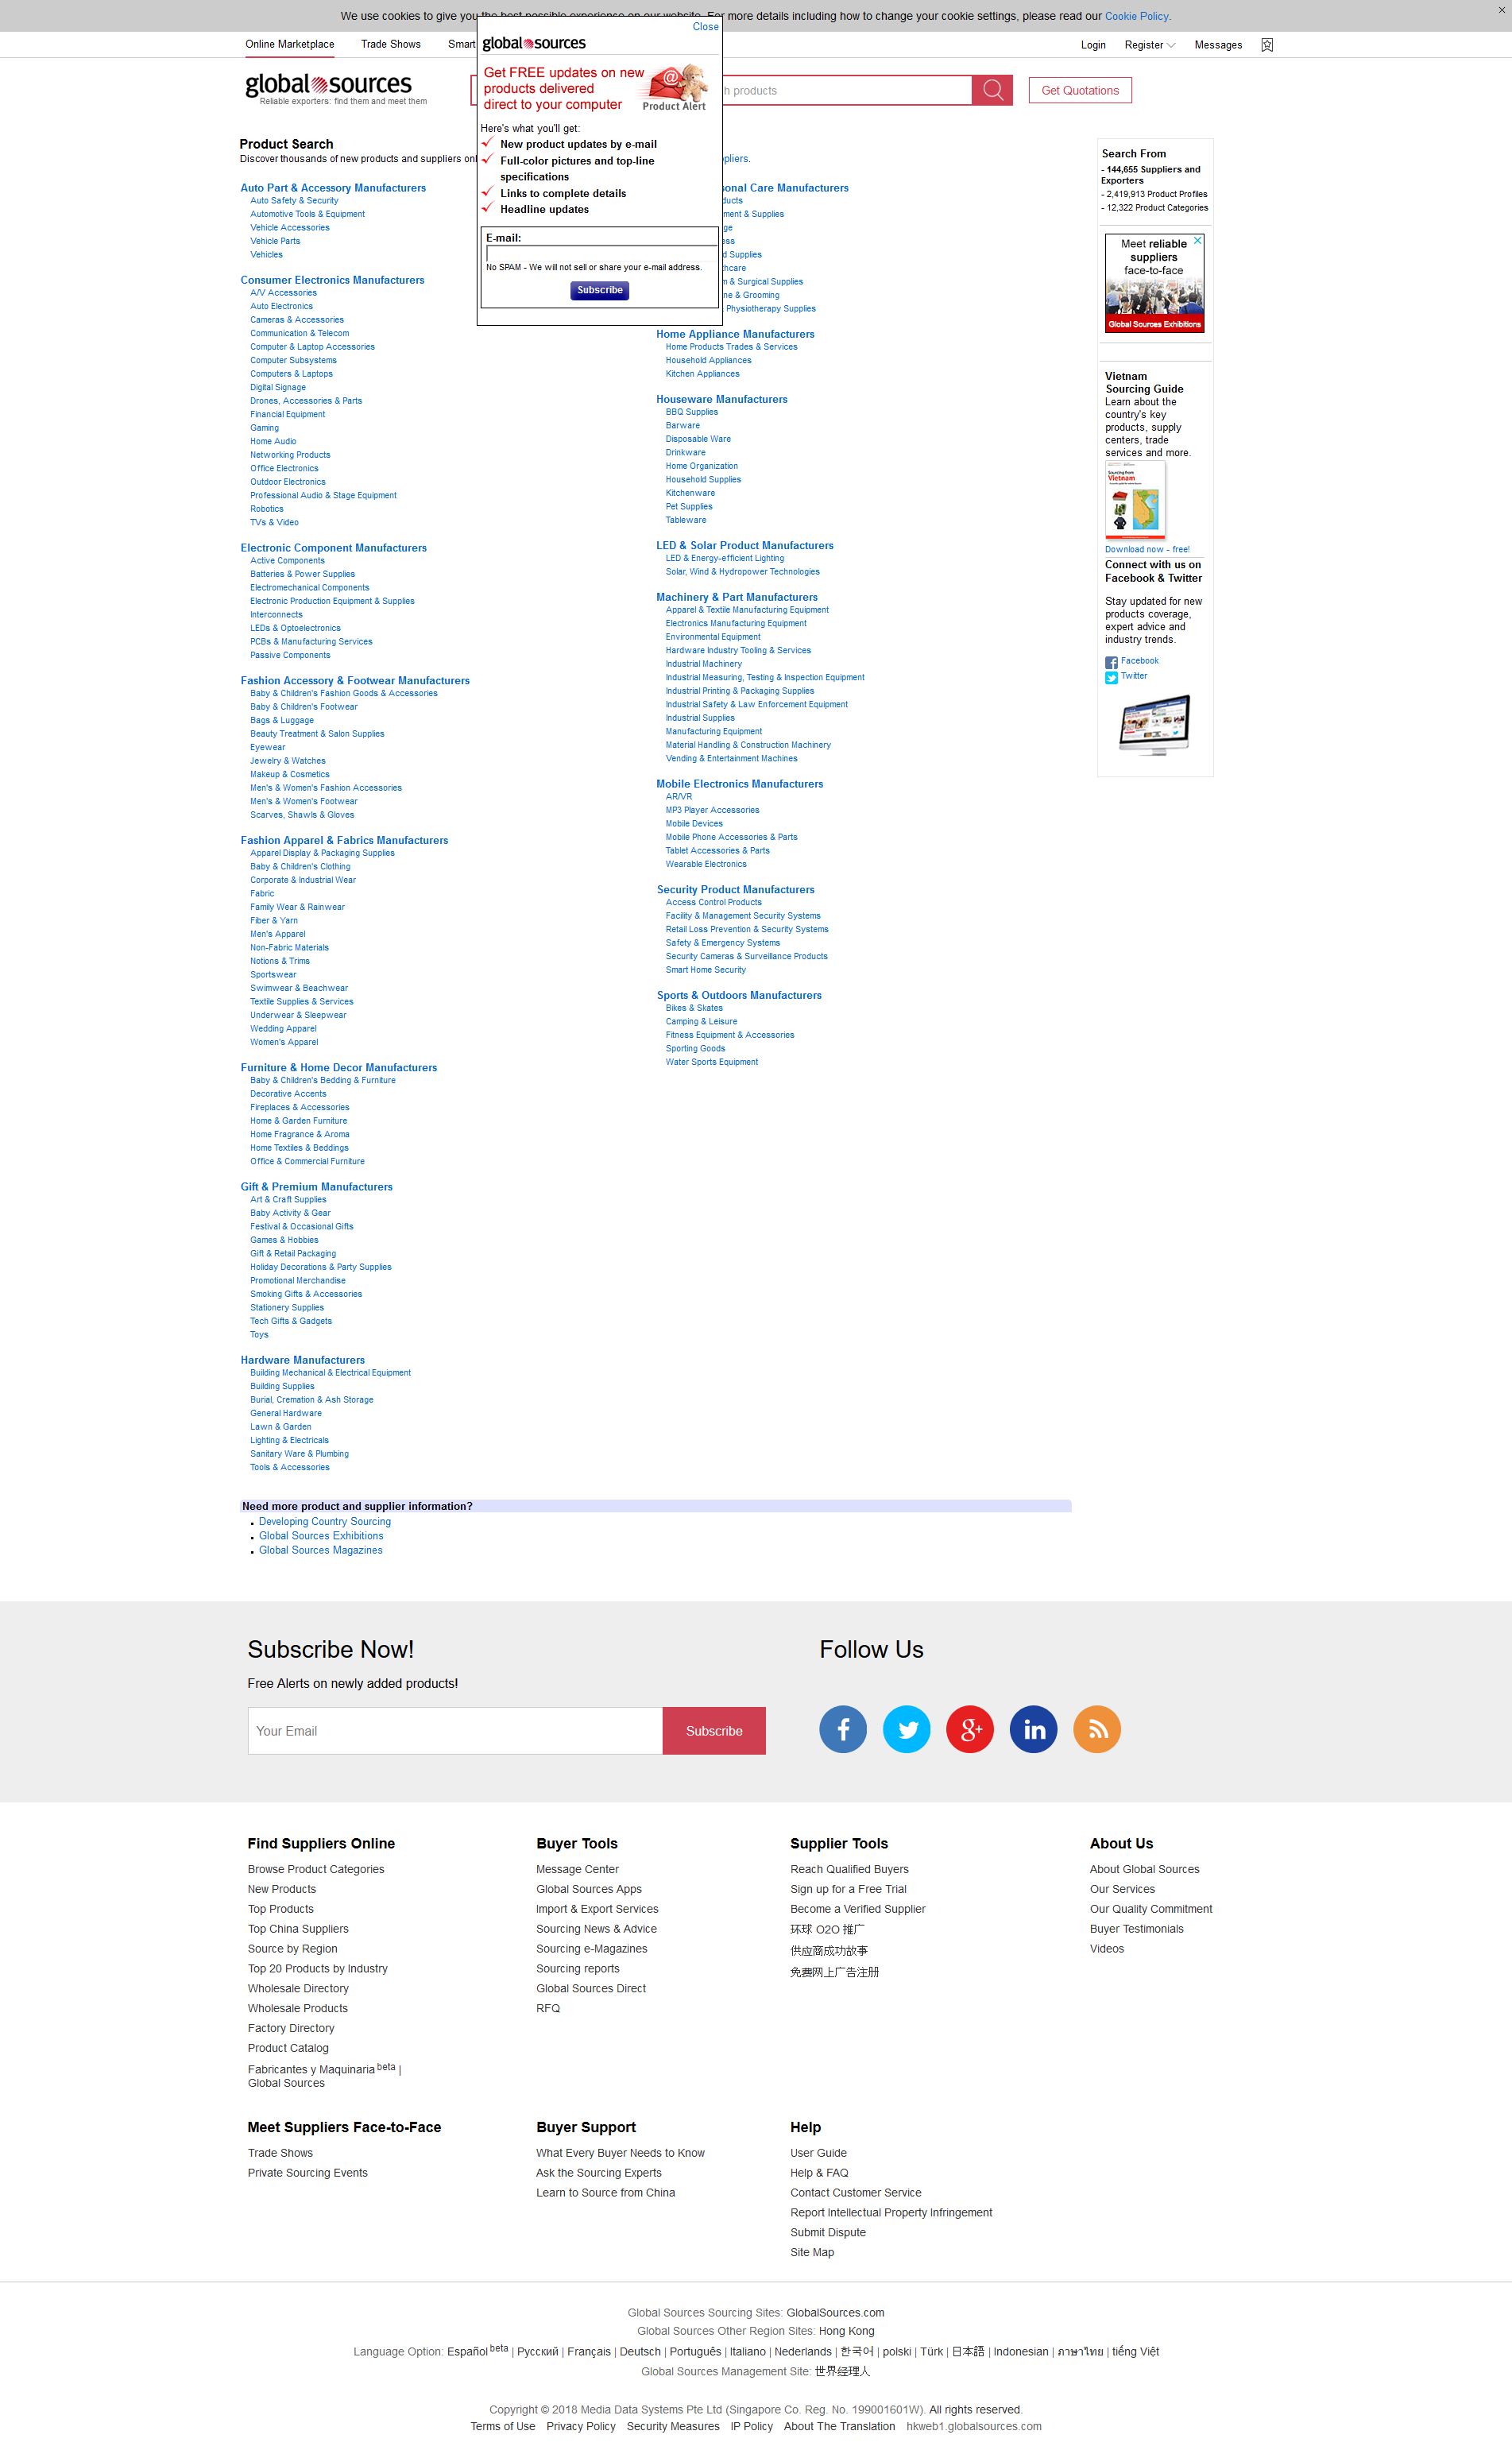 We use cookies to give you the best possible experience on our website. For more details including how to change your cookie settings, please read our Cookie Policy.
Online Marketplace
Trade Shows
Smart
Login
Register
Messages
global sources
Reliable exporters: find them and meet them
h products
Get Quotations
Close
global sources
Get FREE updates on new
products delivered
direct to your computer
Product Alert
Here's what you'll get:
New product updates by e-mail
Full-color pictures and top-line
specifications
Links to complete details
Headline updates
E-mail:
No SPAM - We will not sell or share your e-mail address.
Subscribe
Product Search
Discover thousands of new products and suppliers onl
pliers.
Auto Part & Accessory Manufacturers
Auto Safety & Security
Automotive Tools & Equipment
Vehicle Accessories
Vehicle Parts
Vehicles
Consumer Electronics Manufacturers
A/V Accessories
Auto Electronics
Cameras & Accessories
Communication & Telecom
Computer & Laptop Accessories
Computer Subsystems
Computers & Laptops
Digital Signage
Drones, Accessories & Parts
Financial Equipment
Gaming
Home Audio
Networking Products
Office Electronics
Outdoor Electronics
Professional Audio & Stage Equipment
Robotics
TVs & Video
Electronic Component Manufacturers
Active Components
Batteries & Power Supplies
Electromechanical Components
Electronic Production Equipment & Supplies
Interconnects
LEDs & Optoelectronics
PCBs & Manufacturing Services
Passive Components
Fashion Accessory & Footwear Manufacturers
Baby & Children's Fashion Goods & Accessories
Baby & Children's Footwear
Bags & Luggage
Beauty Treatment & Salon Supplies
Eyewear
Jewelry & Watches
Makeup & Cosmetics
Men's & Women's Fashion Accessories
Men's & Women's Footwear
Scarves, Shawls & Gloves
Fashion Apparel & Fabrics Manufacturers
Apparel Display & Packaging Supplies
Baby & Children's Clothing
Corporate & Industrial Wear
Fabric
Family Wear & Rainwear
Fiber & Yarn
Men's Apparel
Non-Fabric Materials
Notions & Trims
Sportswear
Swimwear & Beachwear
Textile Supplies & Services
Underwear & Sleepwear
Wedding Apparel
Women's Apparel
Furniture & Home Decor Manufacturers
Baby & Children's Bedding & Furniture
Decorative Accents
Fireplaces & Accessories
Home & Garden Furniture
Home Fragrance & Aroma
Home Textiles & Beddings
Office & Commercial Furniture
Gift & Premium Manufacturers
Art & Craft Supplies
Baby Activity & Gear
Festival & Occasional Gifts
Games & Hobbies
Gift & Retail Packaging
Holiday Decorations & Party Supplies
Promotional Merchandise
Smoking Gifts & Accessories
Stationery Supplies
Tech Gifts & Gadgets
Toys
Hardware Manufacturers
Building Mechanical & Electrical Equipment
Building Supplies
Burial, Cremation & Ash Storage
General Hardware
Lawn & Garden
Lighting & Electricals
Sanitary Ware & Plumbing
Tools & Accessories
sonal Care Manufacturers
ducts
ment & Supplies
ge
ess
d Supplies
thcare
n & Surgical Supplies
ne & Grooming
& Physiotherapy Supplies
Home Appliance Manufacturers
Home Products Trades & Services
Household Appliances
Kitchen Appliances
Houseware Manufacturers
BBQ Supplies
Barware
Disposable Ware
Drinkware
Home Organization
Household Supplies
Kitchenware
Pet Supplies
Tableware
LED & Solar Product Manufacturers
LED & Energy-efficient Lighting
Solar, Wind & Hydropower Technologies
Machinery & Part Manufacturers
Apparel & Textile Manufacturing Equipment
Electronics Manufacturing Equipment
Environmental Equipment
Hardware Industry Tooling & Services
Industrial Machinery
Industrial Measuring, Testing & Inspection Equipment
Industrial Printing & Packaging Supplies
Industrial Safety & Law Enforcement Equipment
Industrial Supplies
Manufacturing Equipment
Material Handling & Construction Machinery
Vending & Entertainment Machines
Mobile Electronics Manufacturers
AR/VR
MP3 Player Accessories
Mobile Devices
Mobile Phone Accessories & Parts
Tablet Accessories & Parts
Wearable Electronics
Security Product Manufacturers
Access Control Products
Facility & Management Security Systems
Retail Loss Prevention & Security Systems
Safety & Emergency Systems
Security Cameras & Surveillance Products
Smart Home Security
Sports & Outdoors Manufacturers
Bikes & Skates
Camping & Leisure
Fitness Equipment & Accessories
Sporting Goods
Water Sports Equipment
Search From
- 144,655 Suppliers and
Exporters
- 2,419,913 Product Profiles
- 12,322 Product Categories
Meet reliable
suppliers
face-to-face
Global Sources Exhibitions
Vietnam
Sourcing Guide
Learn about the
country's key
products, supply
centers, trade
services and more.
Sourcing from
Vietnam
Download now - free!
Connect with us on
Facebook & Twitter
Stay updated for new
products coverage,
expert advice and
industry trends.
Facebook
Twitter
Need more product and supplier information?
Developing Country Sourcing
Global Sources Exhibitions
Global Sources Magazines
Subscribe Now!
Free Alerts on newly added products!
Your Email
Subscribe
Follow Us
Find Suppliers Online
Browse Product Categories
New Products
Top Products
Top China Suppliers
Source by Region
Top 20 Products by Industry
Wholesale Directory
Wholesale Products
Factory Directory
Product Catalog
Fabricantes y Maquinaria beta |
Global Sources
Buyer Tools
Message Center
Global Sources Apps
Import & Export Services
Sourcing News & Advice
Sourcing e-Magazines
Sourcing reports
Global Sources Direct
RFQ
Supplier Tools
Reach Qualified Buyers
Sign up for a Free Trial
Become a Verified Supplier
环球 O2O 推广
供应商成功故事
免费网上广告注册
About Us
About Global Sources
Our Services
Our Quality Commitment
Buyer Testimonials
Videos
Meet Suppliers Face-to-Face
Trade Shows
Private Sourcing Events
Buyer Support
What Every Buyer Needs to Know
Ask the Sourcing Experts
Learn to Source from China
Help
User Guide
Help & FAQ
Contact Customer Service
Report Intellectual Property Infringement
Submit Dispute
Site Map
Global Sources Sourcing Sites: GlobalSources.com
Global Sources Other Region Sites: Hong Kong
Language Option: Español beta | Русский | Français | Deutsch | Português | Italiano | Nederlands | 한국어 | polski | Türk | 日本語 | Indonesian | ภาษาไทย | tiếng Việt
Global Sources Management Site: 世界经理人
Copyright © 2018 Media Data Systems Pte Ltd (Singapore Co. Reg. No. 199001601W). All rights reserved.
Terms of Use Privacy Policy Security Measures IP Policy About The Translation hkweb1.globalsources.com